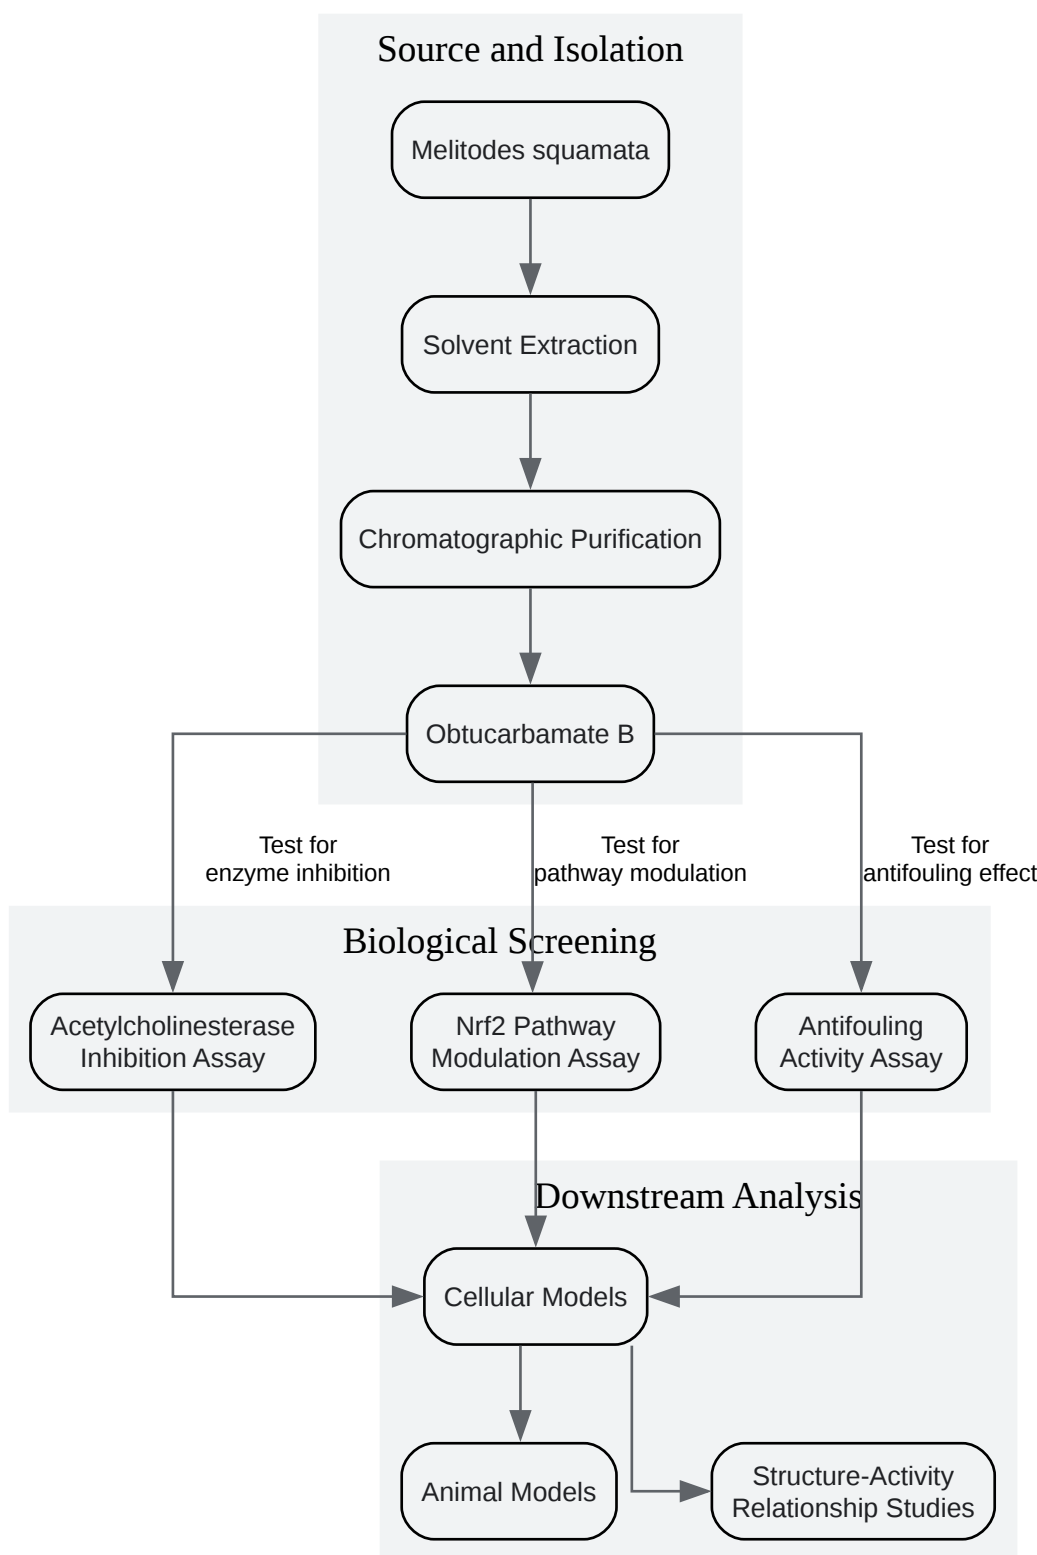 Source and Isolation
Melitodes squamata
Solvent Extraction
Chromatographic Purification
Obtucarbamate B
Test for
enzyme inhibition
Test for
pathway modulation
Test for
antifouling effect
Biological Screening
Acetylcholinesterase
Inhibition Assay
Nrf2 Pathway
Modulation Assay
Antifouling
Activity Assay
Downstream Analysis
Cellular Models
Animal Models
Structure-Activity
Relationship Studies